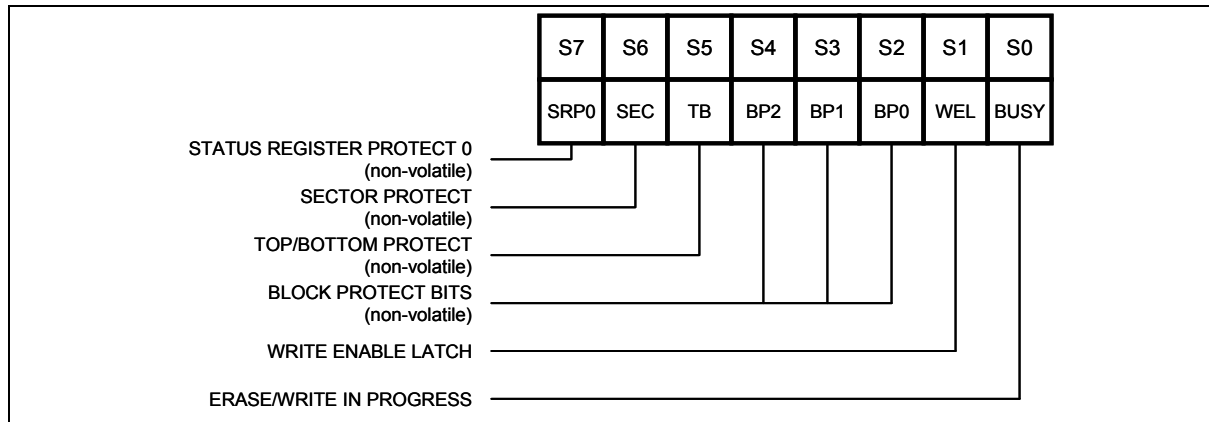 S7 S6 S5 S4 S3 S2 S1 S0
SRP0 SEC TB BP2 BP1 BP0 WEL BUSY
STATUS REGISTER PROTECT 0
(non-volatile)
SECTOR PROTECT
(non-volatile)
TOP/BOTTOM PROTECT
(non-volatile)
BLOCK PROTECT BITS
(non-volatile)
WRITE ENABLE LATCH
ERASE/WRITE IN PROGRESS